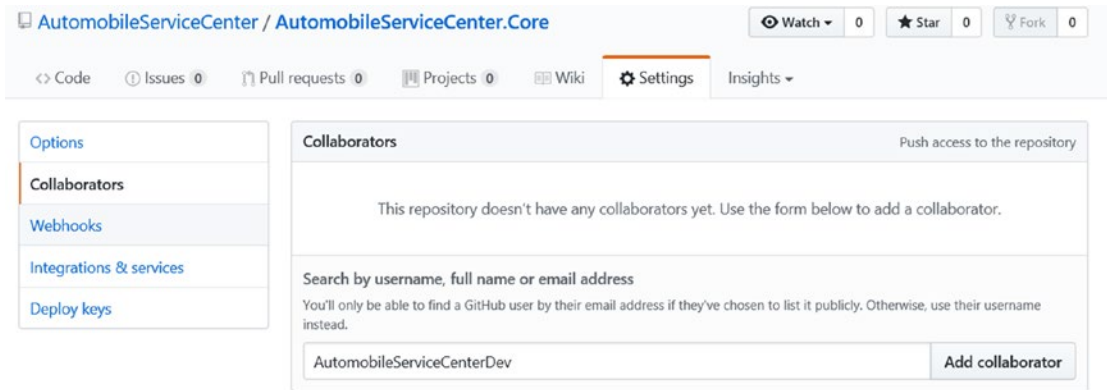 AutomobileServiceCenter / AutomobileServiceCenter.Core
Watch 0 Star 0 Fork 0
Code Issues 0 Pull requests 0 Projects 0 Wiki Settings Insights
Options
Collaborators
Webhooks
Integrations & services
Deploy keys
Collaborators Push access to the repository
This repository doesn't have any collaborators yet. Use the form below to add a collaborator.
Search by username, full name or email address
You'll only be able to find a GitHub user by their email address if they've chosen to list it publicly. Otherwise, use their username
instead.
AutomobileServiceCenterDev Add collaborator